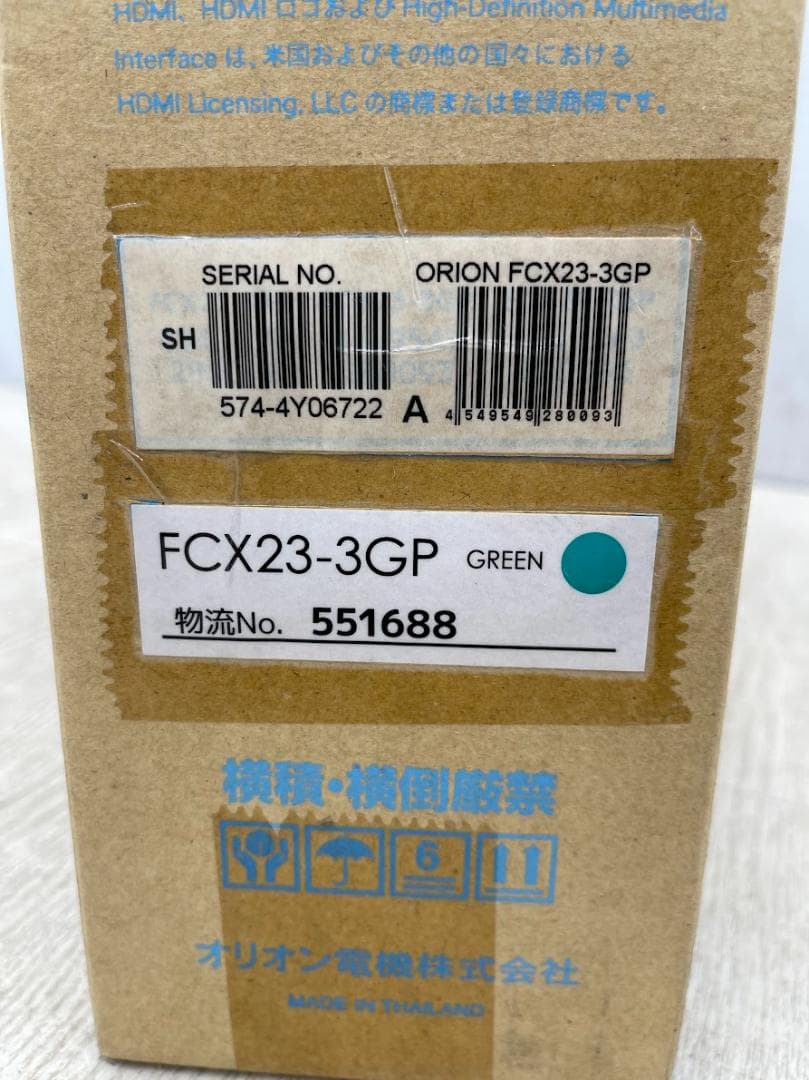 HDMI、HDMI ロゴおよび High-Definition Multimedia
Interface は、米国およびその他の国々における
HDMI Licensing, LLC の商標または登録商標です。
SERIAL NO. ORION FCX23-3GP
SH
574-4Y06722 A 4 549549 280093
FCX23-3GP GREEN
物流No. 551688
横積・横倒厳禁
6
オリオン電機株式会社
MADE IN THAILAND